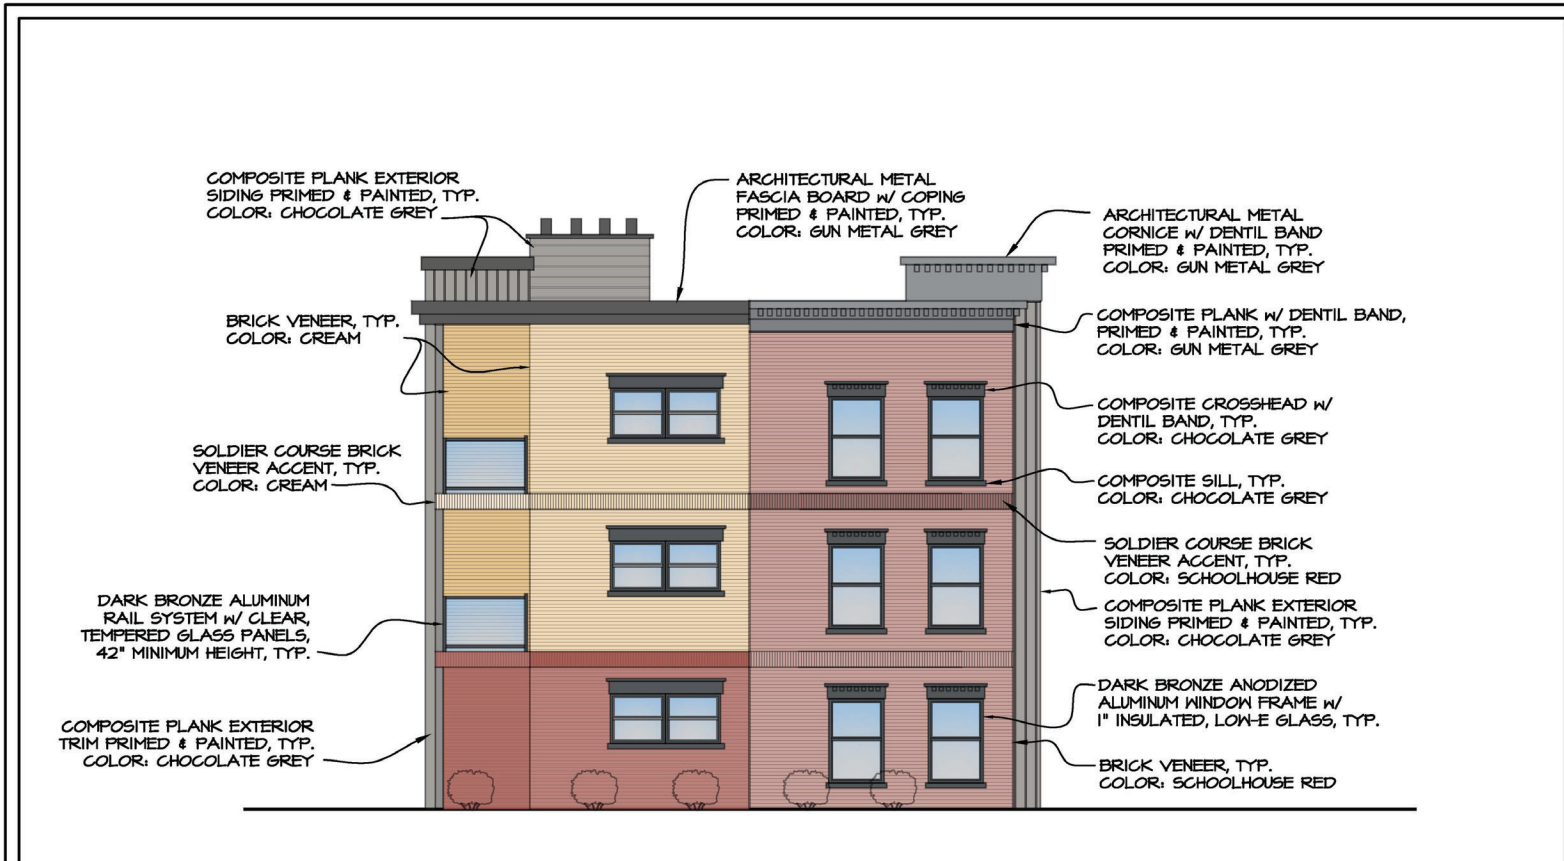 COMPOSITE PLANK EXTERIOR
SIDING PRIMED & PAINTED, TYP.
COLOR: CHOCOLATE GREY
ARCHITECTURAL METAL
FASCIA BOARD W/ COPING
PRIMED & PAINTED, TYP.
COLOR: GUN METAL GREY
ARCHITECTURAL METAL
CORNICE W/ DENTIL BAND
PRIMED & PAINTED, TYP.
COLOR: GUN METAL GREY
BRICK VENEER, TYP.
COLOR: CREAM
COMPOSITE PLANK W/ DENTIL BAND,
PRIMED & PAINTED, TYP.
COLOR: GUN METAL GREY
COMPOSITE CROSSHEAD W/
DENTIL BAND, TYP.
COLOR: CHOCOLATE GREY
SOLDIER COURSE BRICK
VENEER ACCENT, TYP.
COLOR: CREAM
COMPOSITE SILL, TYP.
COLOR: CHOCOLATE GREY
SOLDIER COURSE BRICK
VENEER ACCENT, TYP.
COLOR: SCHOOLHOUSE RED
DARK BRONZE ALUMINUM
RAIL SYSTEM W/ CLEAR,
TEMPERED GLASS PANELS,
42" MINIMUM HEIGHT, TYP.
COMPOSITE PLANK EXTERIOR
SIDING PRIMED & PAINTED, TYP.
COLOR: CHOCOLATE GREY
DARK BRONZE ANODIZED
ALUMINUM WINDOW FRAME W/
1" INSULATED, LOW-E GLASS, TYP.
COMPOSITE PLANK EXTERIOR
TRIM PRIMED & PAINTED, TYP.
COLOR: CHOCOLATE GREY
BRICK VENEER, TYP.
COLOR: SCHOOLHOUSE RED